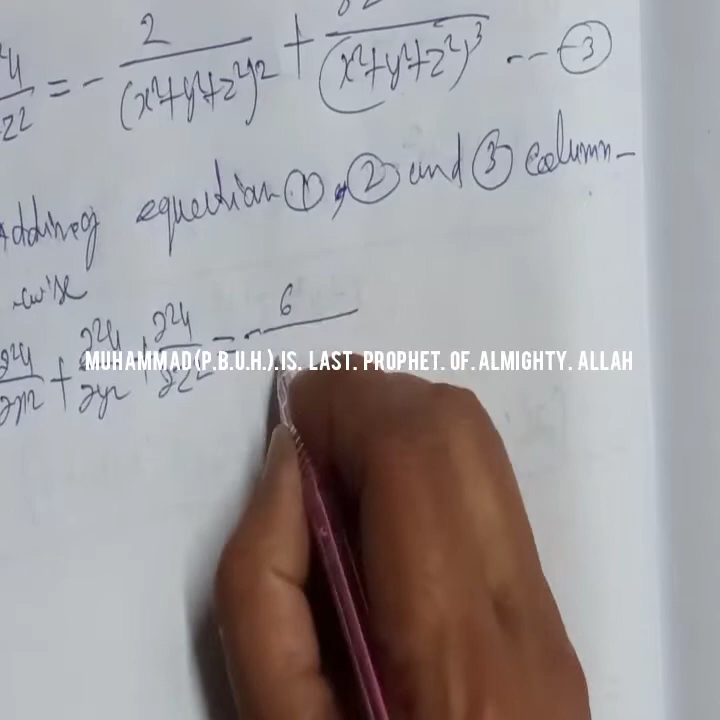 ∂²u/∂z² = - 2/(x²+y²+z²)² + 8z²/(x²+y²+z²)³ --- ③
Adding equation ①, ② and ③ column-
wise
∂²u/∂x² + ∂²u/∂y² + ∂²u/∂z² = - 6
MUHAMMAD(P.B.U.H.).IS. LAST. PROPHET. OF. ALMIGHTY. ALLAH